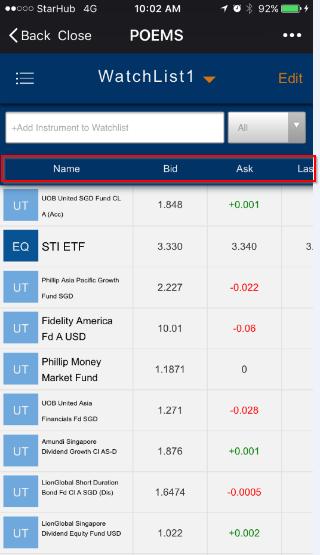 StarHub 4G 10:02 AM 92%
Back Close POEMS
WatchList1 Edit
+Add Instrument to Watchlist All
Name Bid Ask Las
UT UOB United SGD Fund CL A (Acc) 1.848 +0.001
EQ STI ETF 3.330 3.340 3.
UT Phillip Asia Pacific Growth Fund SGD 2.227 -0.022
UT Fidelity America Fd A USD 10.01 -0.06
UT Phillip Money Market Fund 1.1871 0
UT UOB United Asia Financials Fd SGD 1.271 -0.028
UT Amundi Singapore Dividend Growth Cl AS-D 1.876 +0.001
UT LionGlobal Short Duration Bond Fd Cl A SGD (Dis) 1.6474 -0.0005
UT LionGlobal Singapore Dividend Equity Fund USD 1.022 +0.002